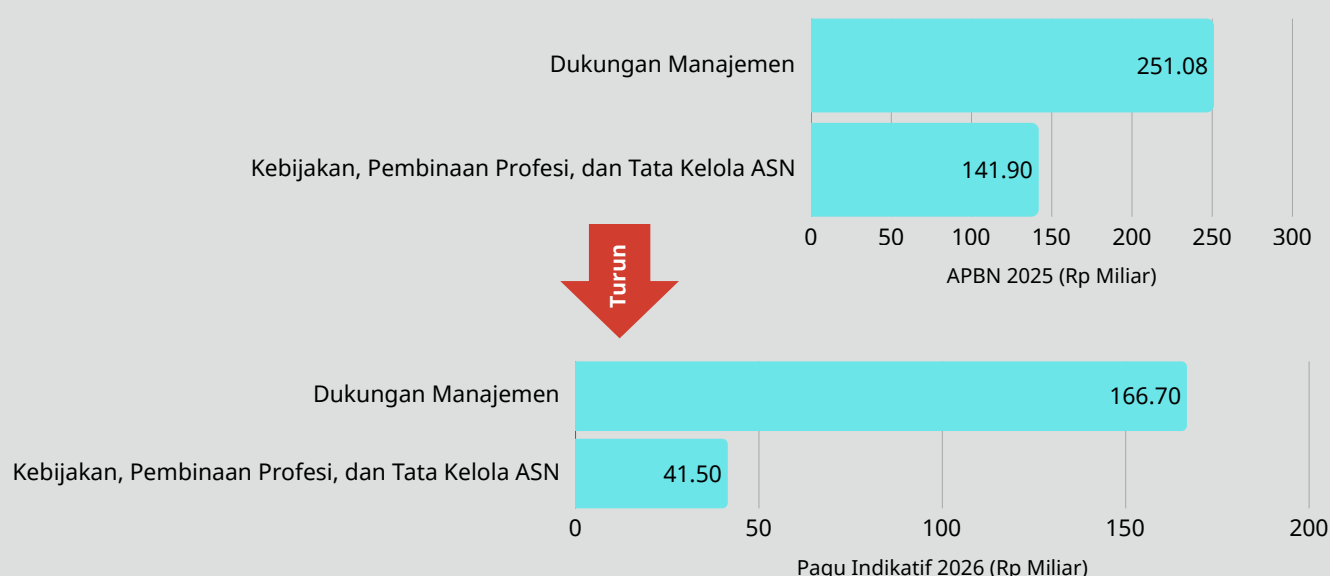 Dukungan Manajemen
251.08
Kebijakan, Pembinaan Profesi, dan Tata Kelola ASN
141.90
0 50 100 150 200 250 300
APBN 2025 (Rp Miliar)
Turun
Dukungan Manajemen
166.70
Kebijakan, Pembinaan Profesi, dan Tata Kelola ASN
41.50
0 50 100 150 200
Pagu Indikatif 2026 (Rp Miliar)